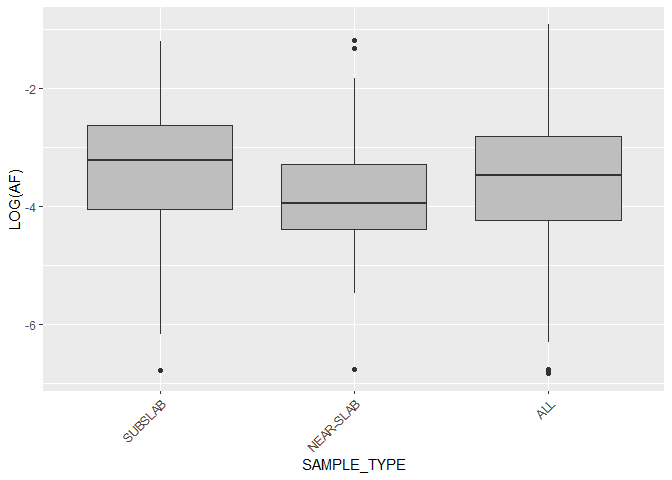 LOG(AF)
-2
-4
-6
SUBSLAB
NEAR-SLAB
ALL
SAMPLE_TYPE